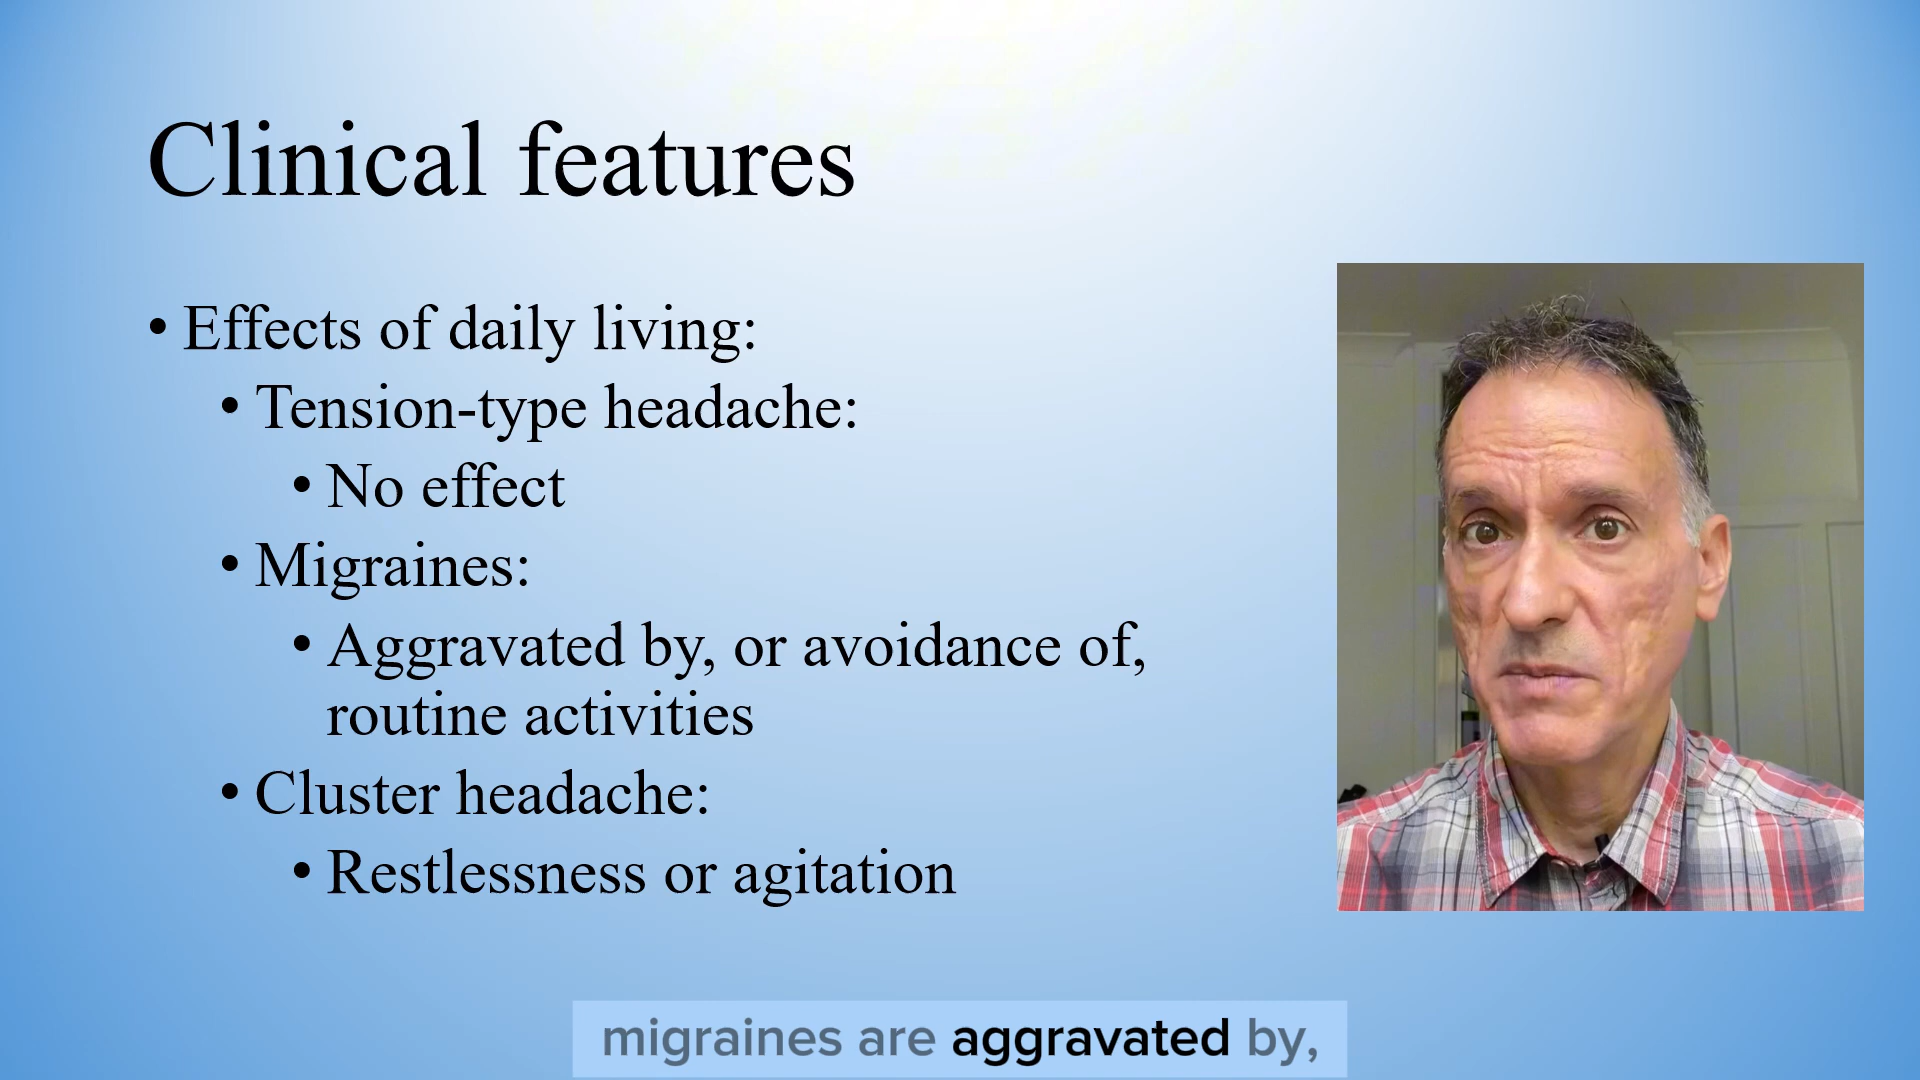 Clinical features
• Effects of daily living:
• Tension-type headache:
• No effect
• Migraines:
• Aggravated by, or avoidance of,
routine activities
• Cluster headache:
• Restlessness or agitation
migraines are aggravated by,